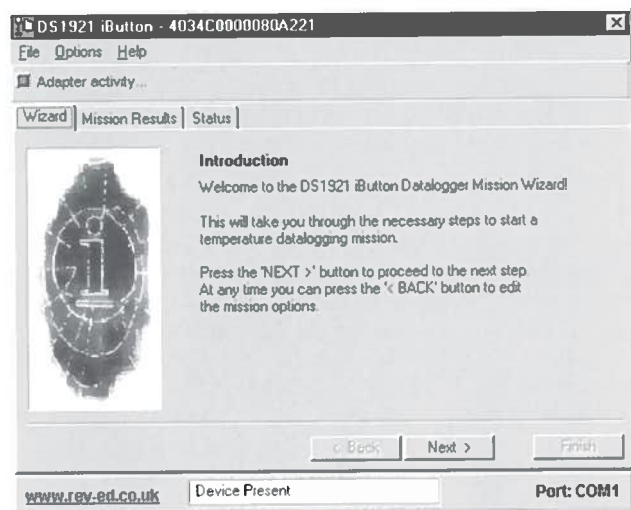 DS1921 iButton - 4034C0000080A221
File Options Help
Adapter activity...
Wizard Mission Results Status
Introduction
Welcome to the DS1921 iButton Datalogger Mission Wizard!
This will take you through the necessary steps to start a
temperature datalogging mission.
Press the 'NEXT >' button to proceed to the next step.
At any time you can press the '< BACK' button to edit
the mission options.
< Back Next > Finish
www.rev-ed.co.uk Device Present Port: COM1